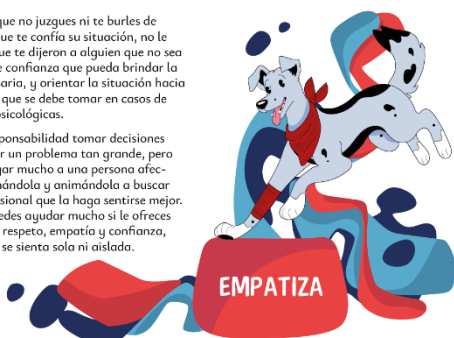 que no juzgues ni te burles de
ue te confía su situación, no le
ue te dijeron a alguien que no sea
e confianza que pueda brindar la
aria, y orientar la situación hacia
que se debe tomar en casos de
sicológicas.
ponsabilidad tomar decisiones
r un problema tan grande, pero
gar mucho a una persona afec-
nándola y animándola a buscar
sional que la haga sentirse mejor.
edes ayudar mucho si le ofreces
respeto, empatía y confianza,
se sienta sola ni aislada.
EMPATIZA